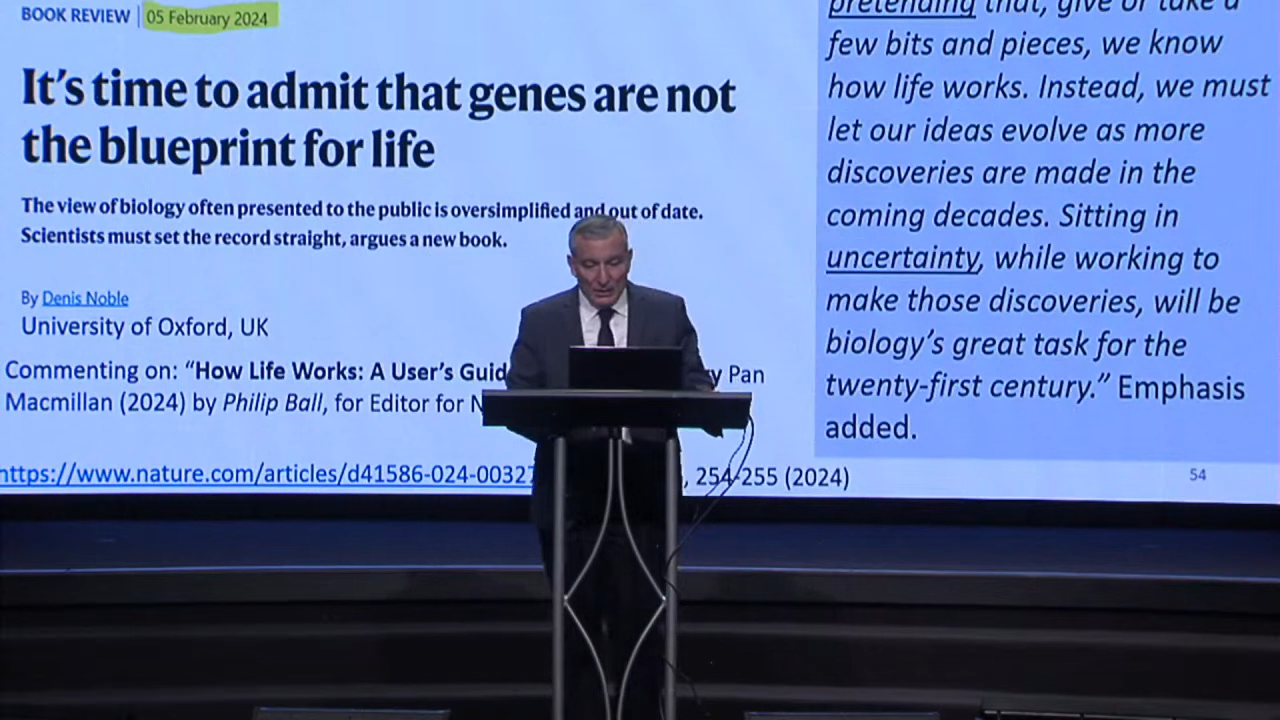 BOOK REVIEW | 05 February 2024
It's time to admit that genes are not
the blueprint for life
The view of biology often presented to the public is oversimplified and out of date.
Scientists must set the record straight, argues a new book.
By Denis Noble
University of Oxford, UK
Commenting on: "How Life Works: A User's Guid
Pan
Macmillan (2024) by Philip Ball, for Editor for N
https://www.nature.com/articles/d41586-024-00327
, 254-255 (2024)
pretending that, give or take a
few bits and pieces, we know
how life works. Instead, we must
let our ideas evolve as more
discoveries are made in the
coming decades. Sitting in
uncertainty, while working to
make those discoveries, will be
biology's great task for the
twenty-first century." Emphasis
added.
54